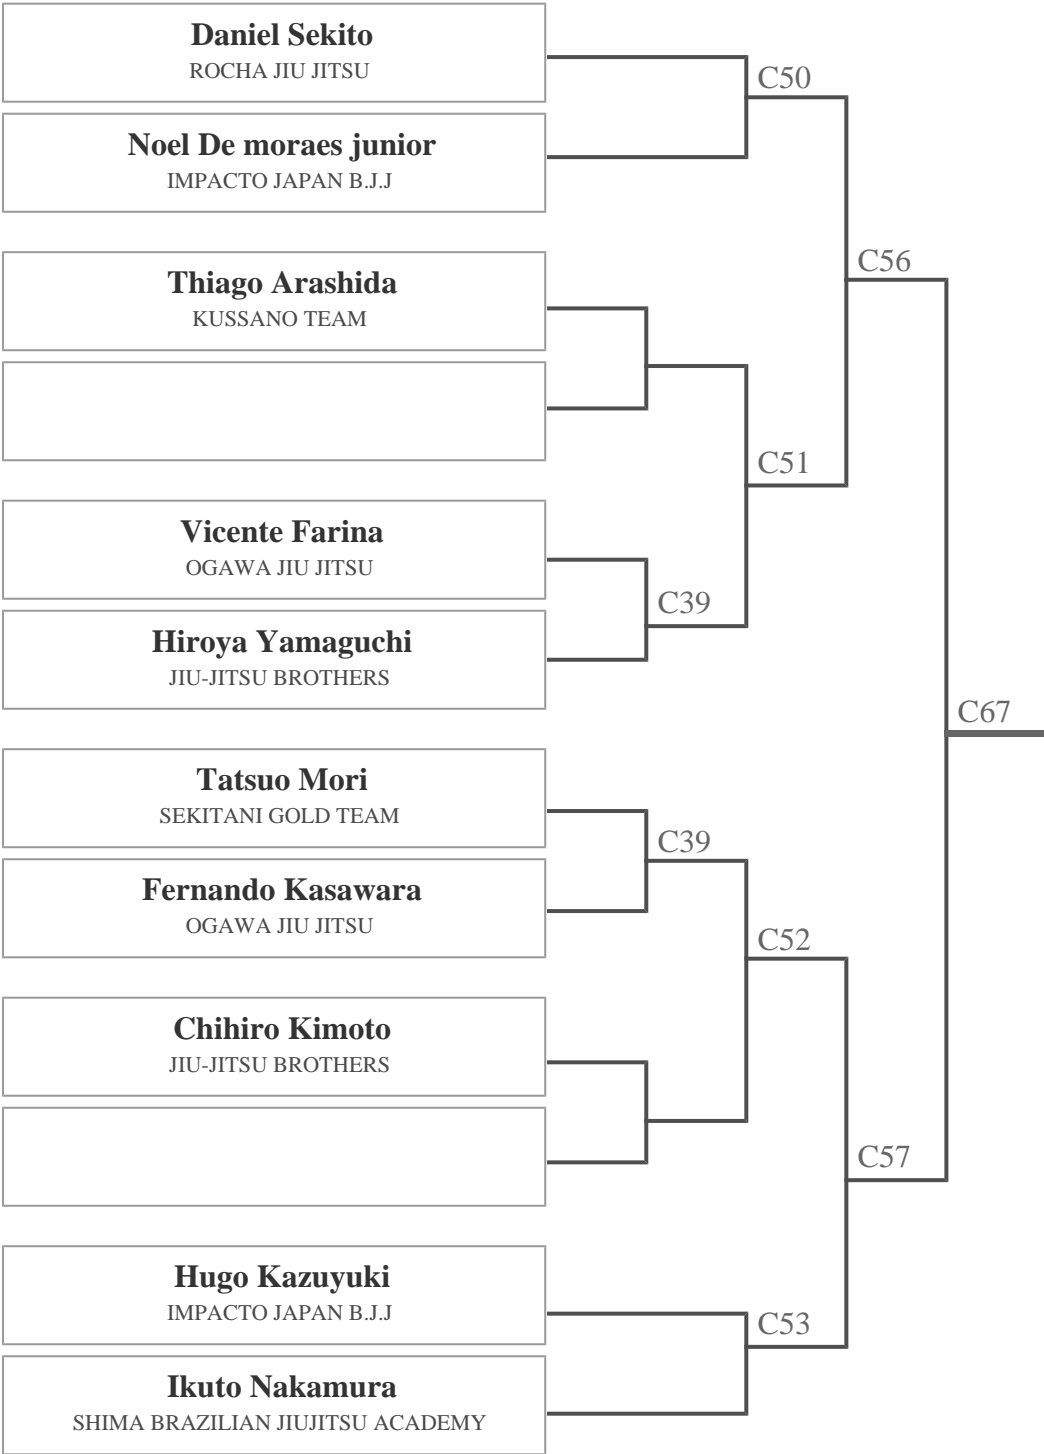 Daniel Sekito
ROCHA JIU JITSU
C50
Noel De moraes junior
IMPACTO JAPAN B.J.J
C56
Thiago Arashida
KUSSANO TEAM
C51
Vicente Farina
OGAWA JIU JITSU
C39
Hiroya Yamaguchi
JIU-JITSU BROTHERS
C67
Tatsuo Mori
SEKITANI GOLD TEAM
C39
Fernando Kasawara
OGAWA JIU JITSU
C52
Chihiro Kimoto
JIU-JITSU BROTHERS
C57
Hugo Kazuyuki
IMPACTO JAPAN B.J.J
C53
Ikuto Nakamura
SHIMA BRAZILIAN JIUJITSU ACADEMY